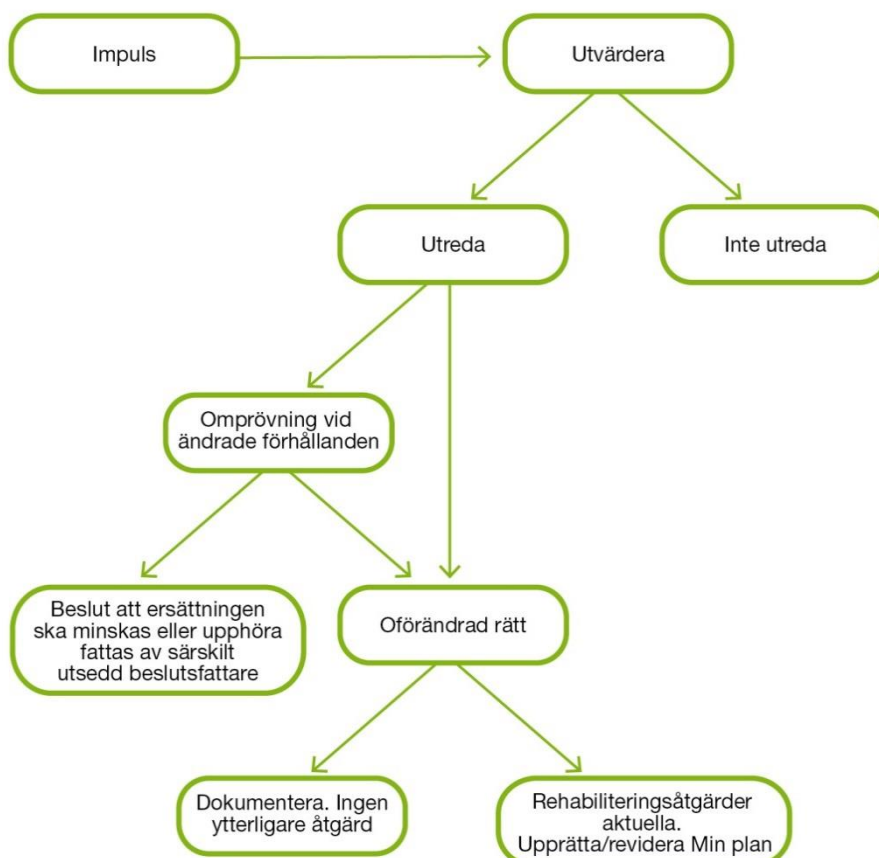 Impuls
Utvärdera
Utreda
Inte utreda
Omprövning vid
ändrade förhållanden
Beslut att ersättningen
ska minskas eller upphöra
fattas av särskilt
utsedd beslutsfattare
Oförändrad rätt
Dokumentera. Ingen
ytterligare åtgärd
Rehabiliteringsåtgärder
aktuella.
Upprätta/revidera Min plan